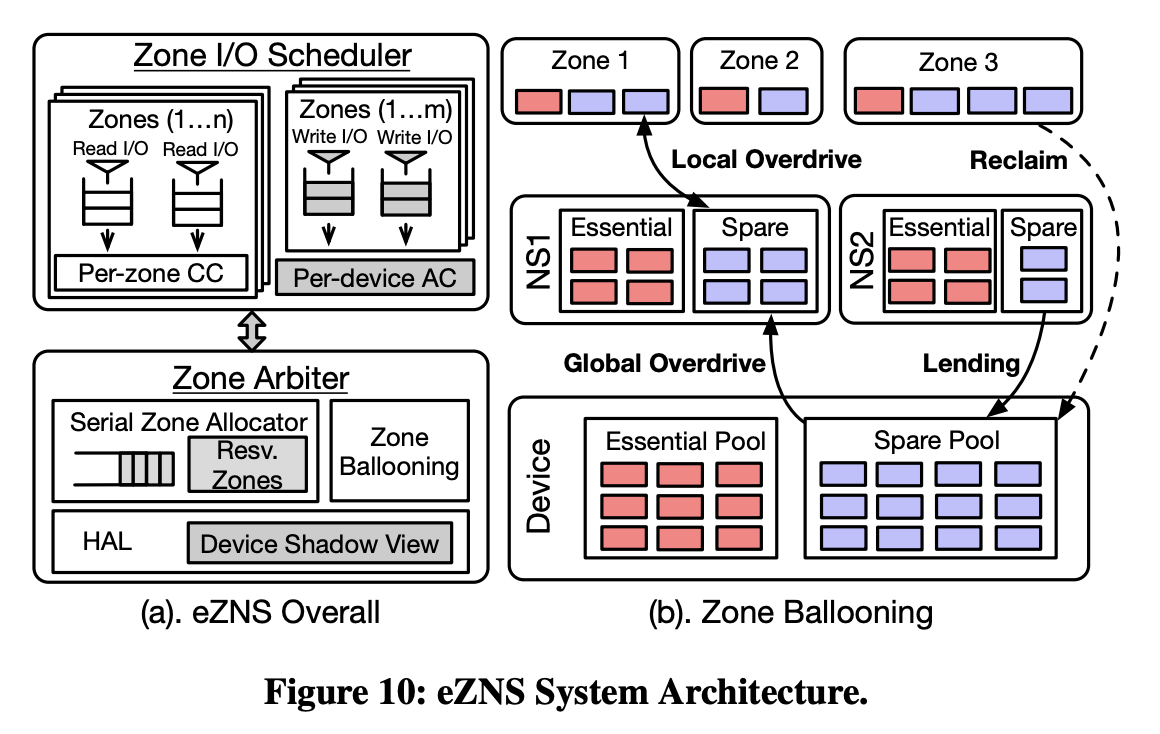 Zone I/O Scheduler
Zones (1...n)
Read I/O Read I/O
Per-zone CC
Zones (1...m)
Write I/O Write I/O
Per-device AC
Zone Arbiter
Serial Zone Allocator
Resv.
Zones
Zone
Ballooning
HAL
Device Shadow View
(a). eZNS Overall
Zone 1
Zone 2
Zone 3
Local Overdrive
Reclaim
NS1
Essential
Spare
NS2
Essential
Spare
Global Overdrive
Lending
Device
Essential Pool
Spare Pool
(b). Zone Ballooning
Figure 10: eZNS System Architecture.